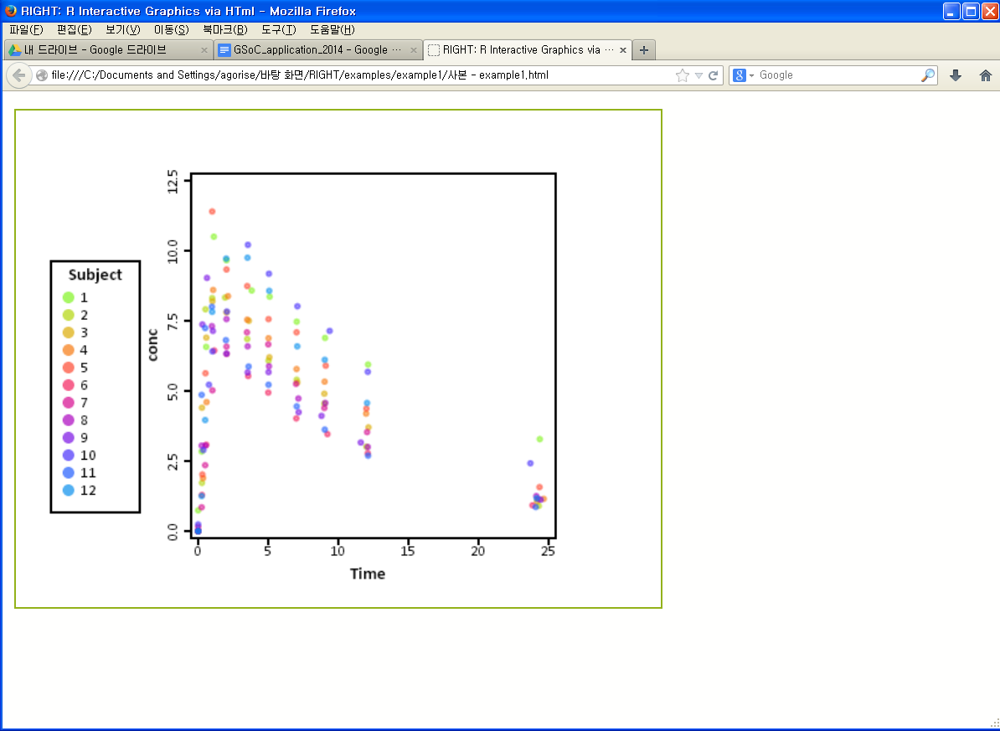 RIGHT: R Interactive Graphics via HTml - Mozilla Firefox
파일(F) 편집(E) 보기(V) 이동(S) 북마크(B) 도구(T) 도움말(H)
내 드라이브 - Google 드라이브 × GSoC_application_2014 - Google ··· × RIGHT: R Interactive Graphics via ··· × +
file:///C:/Documents and Settings/agorise/바탕 화면/RIGHT/examples/example1/사본 - example1.html 8 Google
Subject
1
2
3
4
5
6
7
8
9
10
11
12
conc
12.5
10.0
7.5
5.0
2.5
0.0
0 5 10 15 20 25
Time